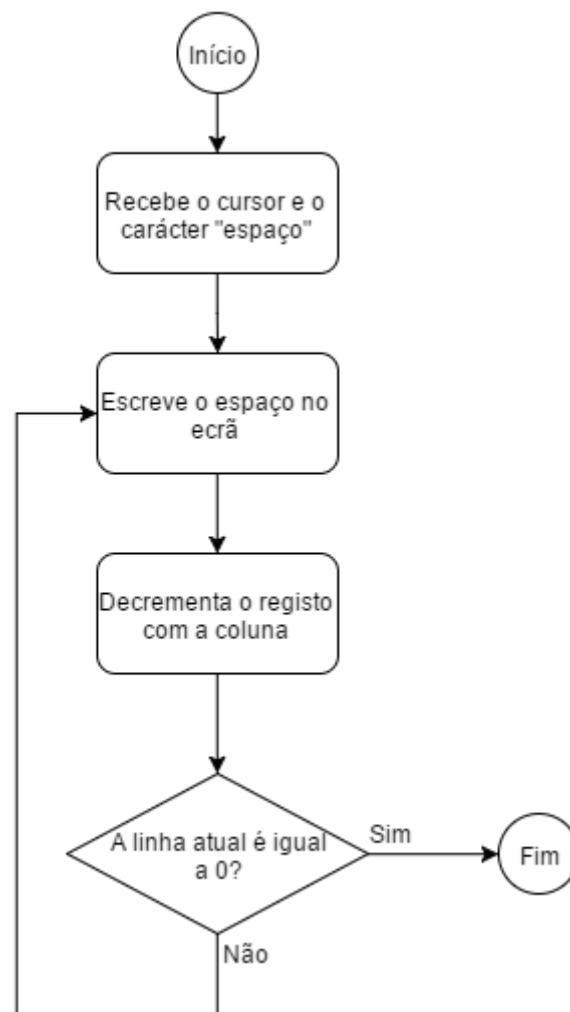 Início
Recebe o cursor e o
carácter "espaço"
Escreve o espaço no
ecrã
Decrementa o registo
com a coluna
A linha atual é igual
a 0?
Sim
Fim
Não